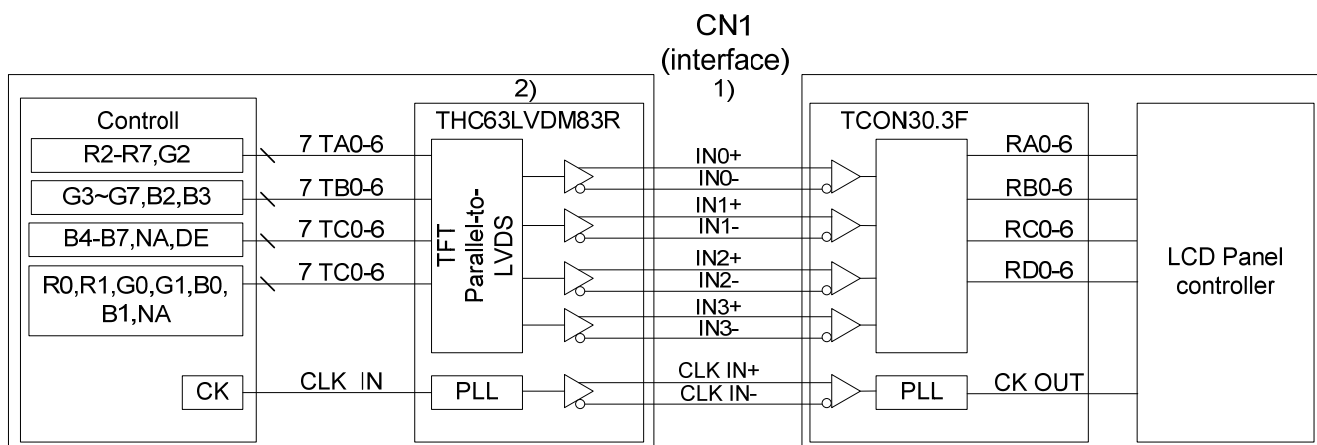 CN1
(interface)
1)
2)
Controll
R2-R7,G2
G3~G7,B2,B3
B4-B7,NA,DE
R0,R1,G0,G1,B0,
B1,NA
CK
7 TA0-6
7 TB0-6
7 TC0-6
7 TC0-6
CLK IN
THC63LVDM83R
TFT
Parallel-to-
LVDS
PLL
IN0+
IN0-
IN1+
IN1-
IN2+
IN2-
IN3+
IN3-
CLK IN+
CLK IN-
TCON30.3F
PLL
RA0-6
RB0-6
RC0-6
RD0-6
CK OUT
LCD Panel
controller